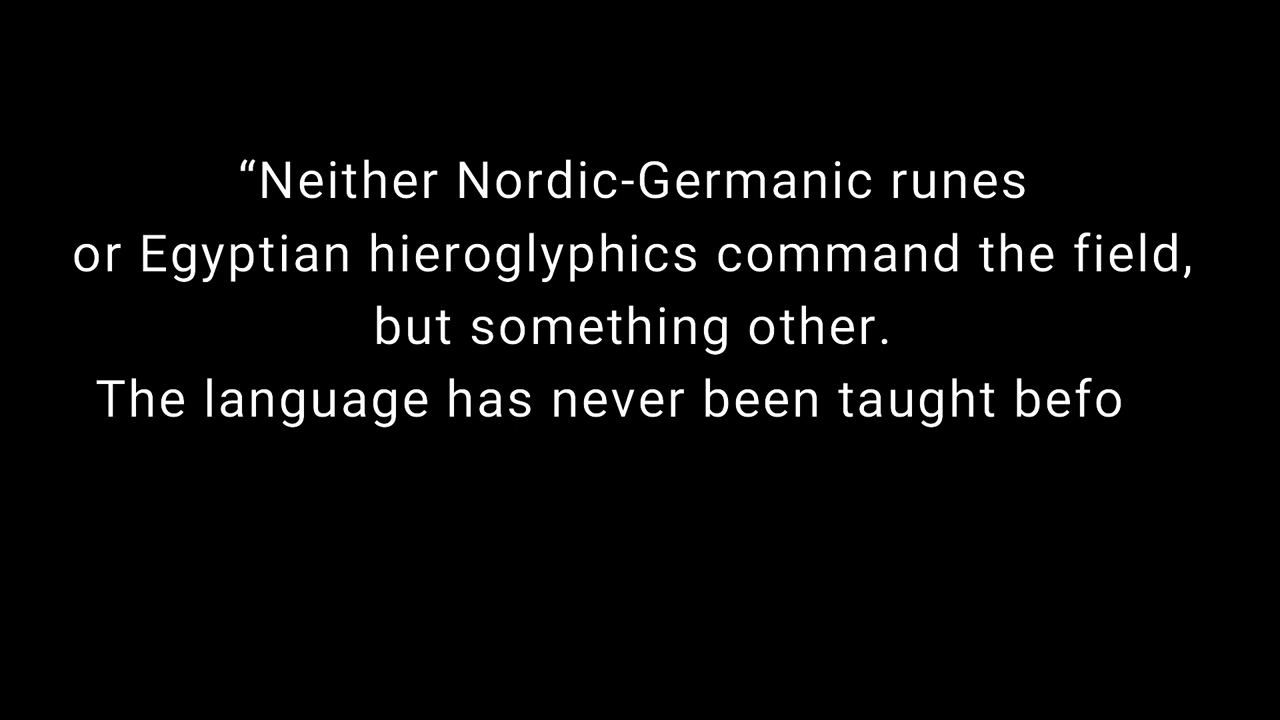 “Neither Nordic-Germanic runes
or Egyptian hieroglyphics command the field,
but something other.
The language has never been taught befo